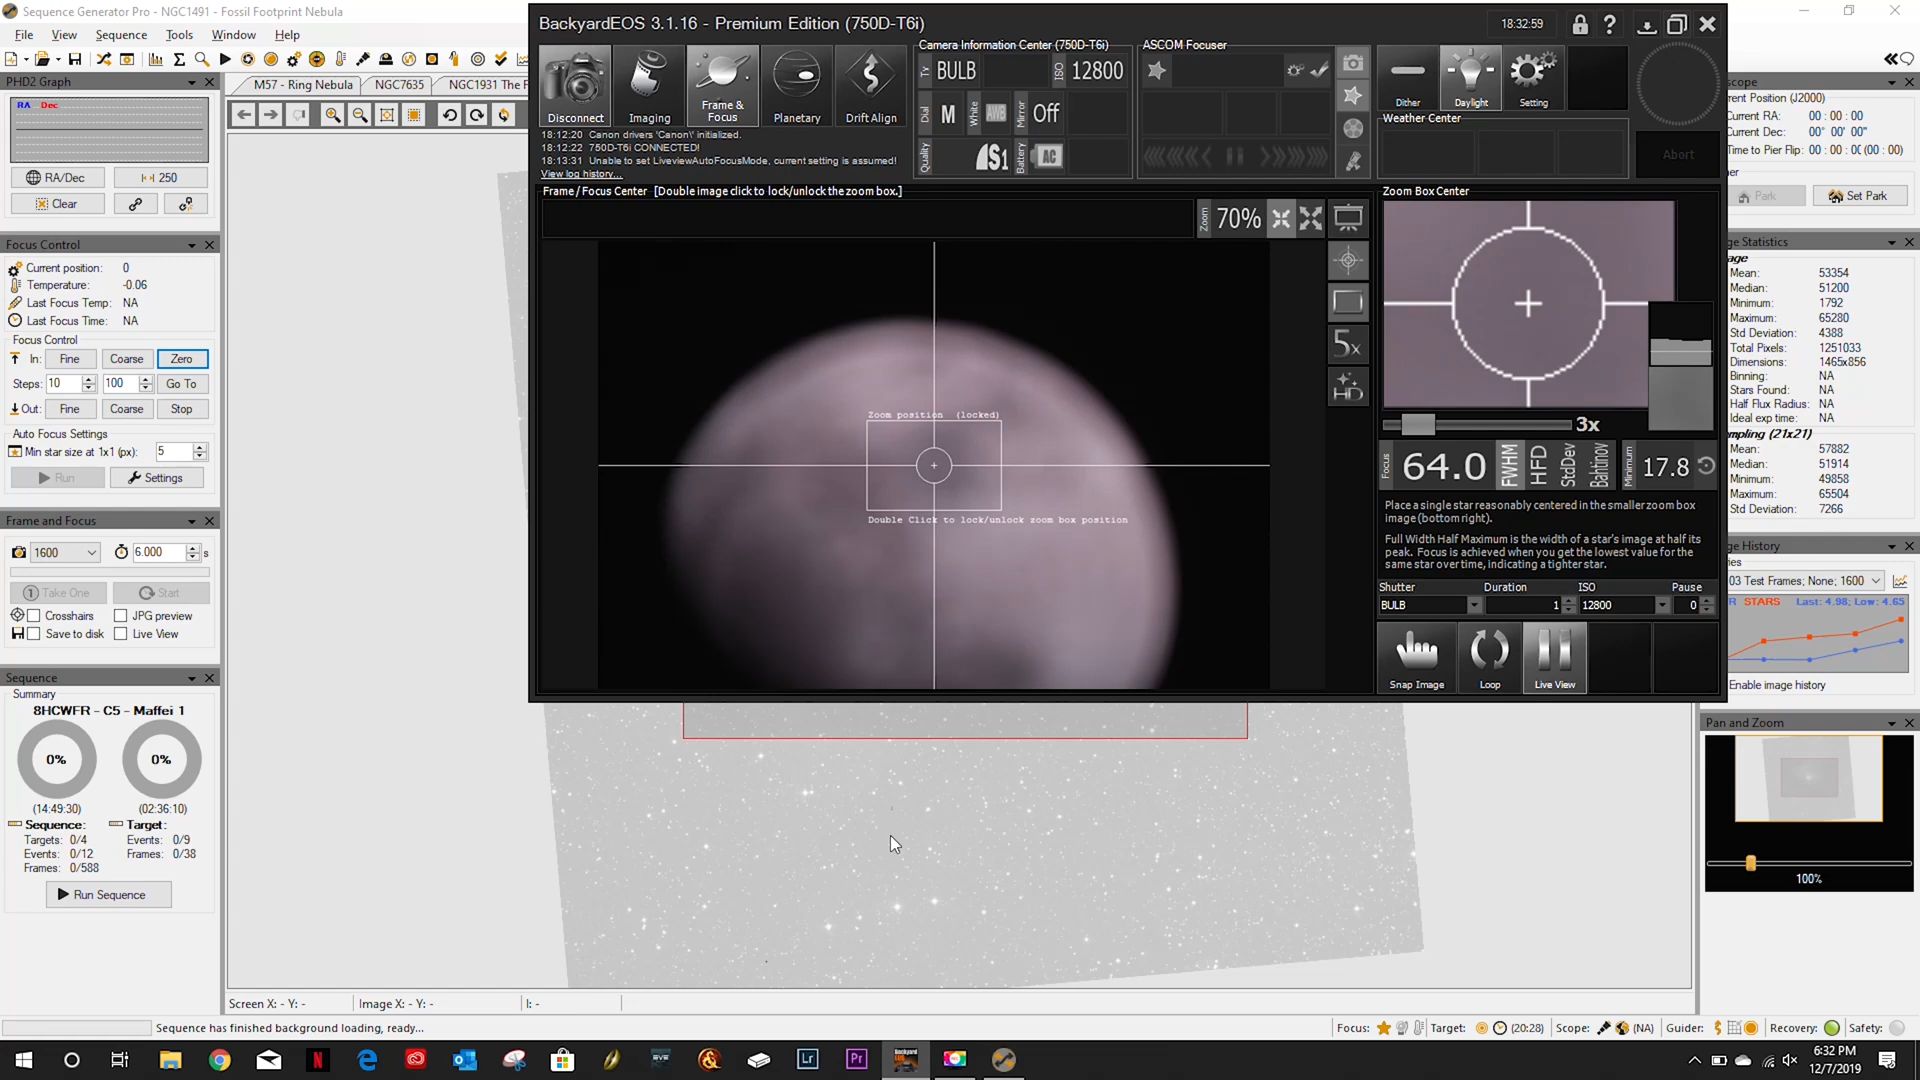 Sequence Generator Pro - NGC1491 - Fossil Footprint Nebula
File View Sequence Tools Window Help
PHD2 Graph
RA Dec
RA/Dec
250
Clear
Focus Control
Current position: 0
Temperature: -0.06
Last Focus Temp: NA
Last Focus Time: NA
Focus Control
In: Fine Coarse Zero
Steps: 10 100 Go To
Out: Fine Coarse Stop
Auto Focus Settings
Min star size at 1x1 (px): 5
Run Settings
Frame and Focus
1600 6.000 s
Take One Start
Crosshairs JPG preview
Save to disk Live View
Sequence
Summary
8HCWFR - C5 - Maffei 1
0% 0%
(14:49:30) (02:36:10)
Sequence: Target:
Targets: 0/4 Events: 0/9
Events: 0/12 Frames: 0/38
Frames: 0/588
Run Sequence
M57 - Ring Nebula NGC7635 NGC1931 The F
BackyardEOS 3.1.16 - Premium Edition (750D-T6i)
18:32:59
Disconnect
Imaging
Frame & Focus
Planetary
Drift Align
18:12:20 Canon drivers 'Canon\' initialized.
18:12:22 750D-T6i CONNECTED!
18:13:31 Unable to set LiveviewAutoFocusMode, current setting is assumed!
View log history...
Camera Information Center (750D-T6i)
Tv BULB ISO 12800
Dial M White AWB Mirror Off
Quality S1 Battery AC
ASCOM Focuser
Dither
Daylight
Setting
Weather Center
Abort
Frame / Focus Center [Double image click to lock/unlock the zoom box.]
Zoom 70%
5x
HD
Zoom position (locked)
Double Click to lock/unlock zoom box position
Zoom Box Center
3x
Focus 64.0 FWHM HFD StdDev Bahtinov Minimum 17.8
Place a single star reasonably centered in the smaller zoom box
image (bottom right).
Full Width Half Maximum is the width of a star's image at half its
peak. Focus is achieved when you get the lowest value for the
same star over time, indicating a tighter star.
Shutter Duration ISO Pause
BULB 1 12800 0
Snap Image
Loop
Live View
scope
rent Position (J2000)
Current RA: 00 : 00 : 00
Current Dec: 00° 00' 00"
Time to Pier Flip: 00 : 00 : 0( (00 : 00)
Park Set Park
ge Statistics
age
Mean: 53354
Median: 51200
Minimum: 1792
Maximum: 65280
Std Deviation: 4388
Total Pixels: 1251033
Dimensions: 1465x856
Binning: NA
Stars Found: NA
Half Flux Radius: NA
Ideal exp time: NA
mpling (21x21)
Mean: 57882
Median: 51914
Minimum: 49858
Maximum: 65504
Std Deviation: 7266
ge History
03 Test Frames; None; 1600
R STARS Last: 4.98; Low: 4.65
Enable image history
Pan and Zoom
100%
Screen X: - Y: - Image X: - Y: - I: -
Sequence has finished background loading, ready...
Focus: Target: (20:28) Scope: (NA) Guider: Recovery: Safety:
Lr
Pr
6:32 PM
12/7/2019